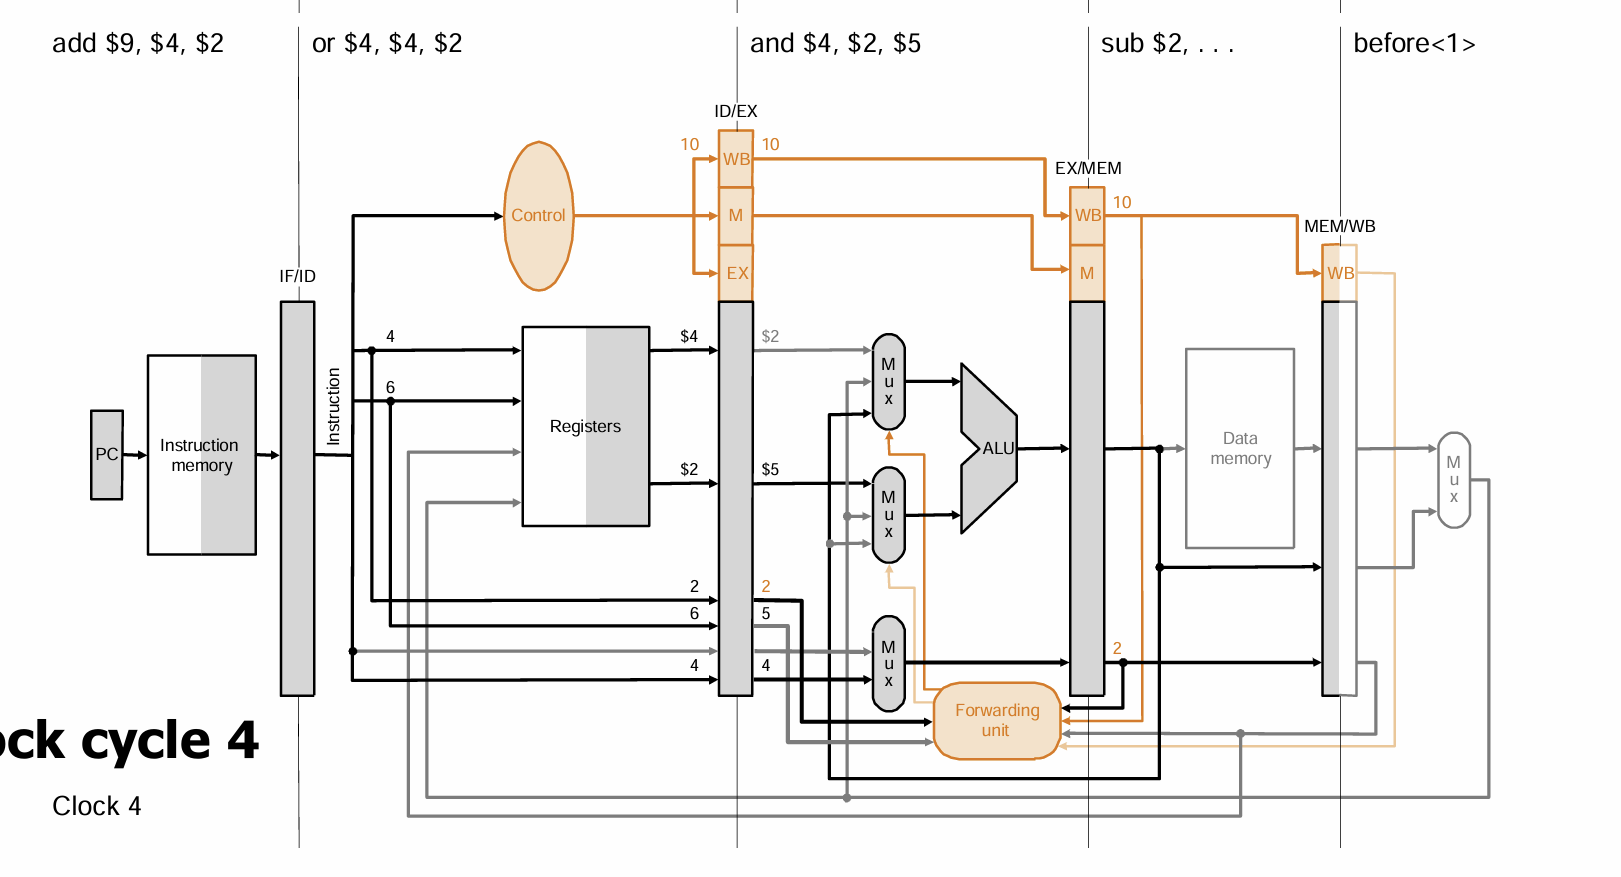 add $9, $4, $2
or $4, $4, $2
and $4, $2, $5
sub $2, . . .
before<1>
ID/EX
10
WB
10
EX/MEM
Control
M
WB
10
MEM/WB
IF/ID
EX
M
WB
4
$4
$2
M
u
x
6
Instruction
PC
Instruction
memory
Registers
ALU
Data
memory
M
u
x
$2
$5
M
u
x
2
2
6
5
4
4
M
u
x
2
Forwarding
unit
ock cycle 4
Clock 4